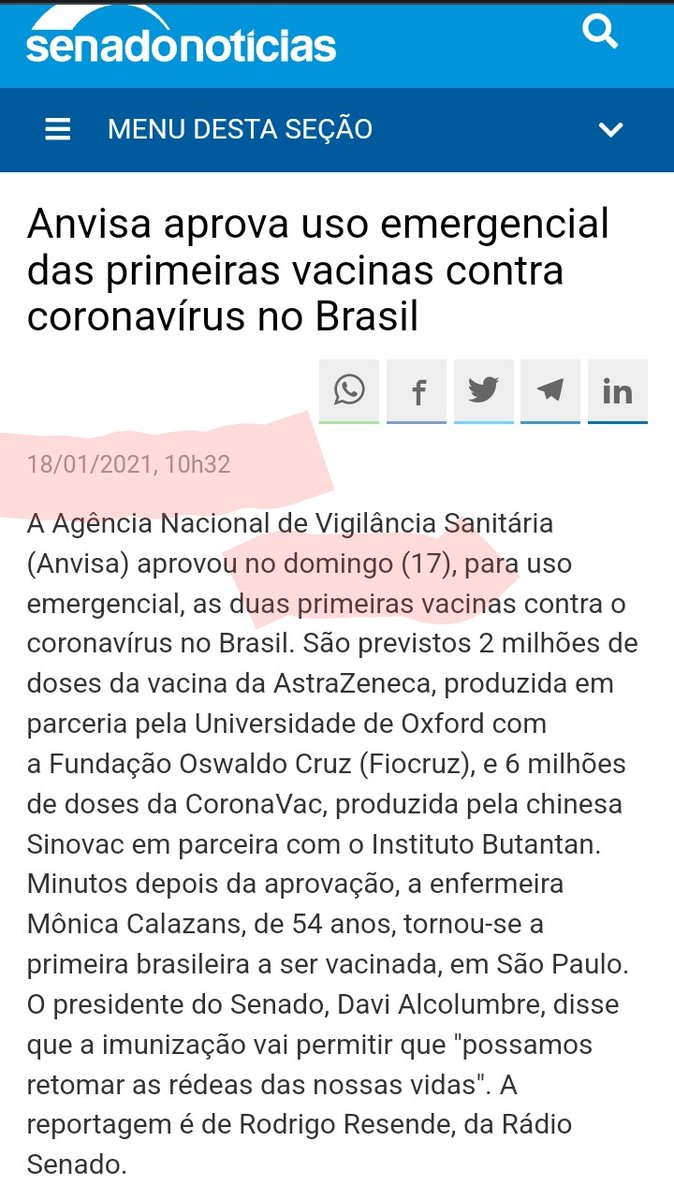 senadonotícias
MENU DESTA SEÇÃO
Anvisa aprova uso emergencial
das primeiras vacinas contra
coronavírus no Brasil
f
in
18/01/2021, 10h32
A Agência Nacional de Vigilância Sanitária
(Anvisa) aprovou no domingo (17), para uso
emergencial, as duas primeiras vacinas contra o
coronavírus no Brasil. São previstos 2 milhões de
doses da vacina da AstraZeneca, produzida em
parceria pela Universidade de Oxford com
a Fundação Oswaldo Cruz (Fiocruz), e 6 milhões
de doses da CoronaVac, produzida pela chinesa
Sinovac em parceira com o Instituto Butantan.
Minutos depois da aprovação, a enfermeira
Mônica Calazans, de 54 anos, tornou-se a
primeira brasileira a ser vacinada, em São Paulo.
O presidente do Senado, Davi Alcolumbre, disse
que a imunização vai permitir que "possamos
retomar as rédeas das nossas vidas". A
reportagem é de Rodrigo Resende, da Rádio
Senado.